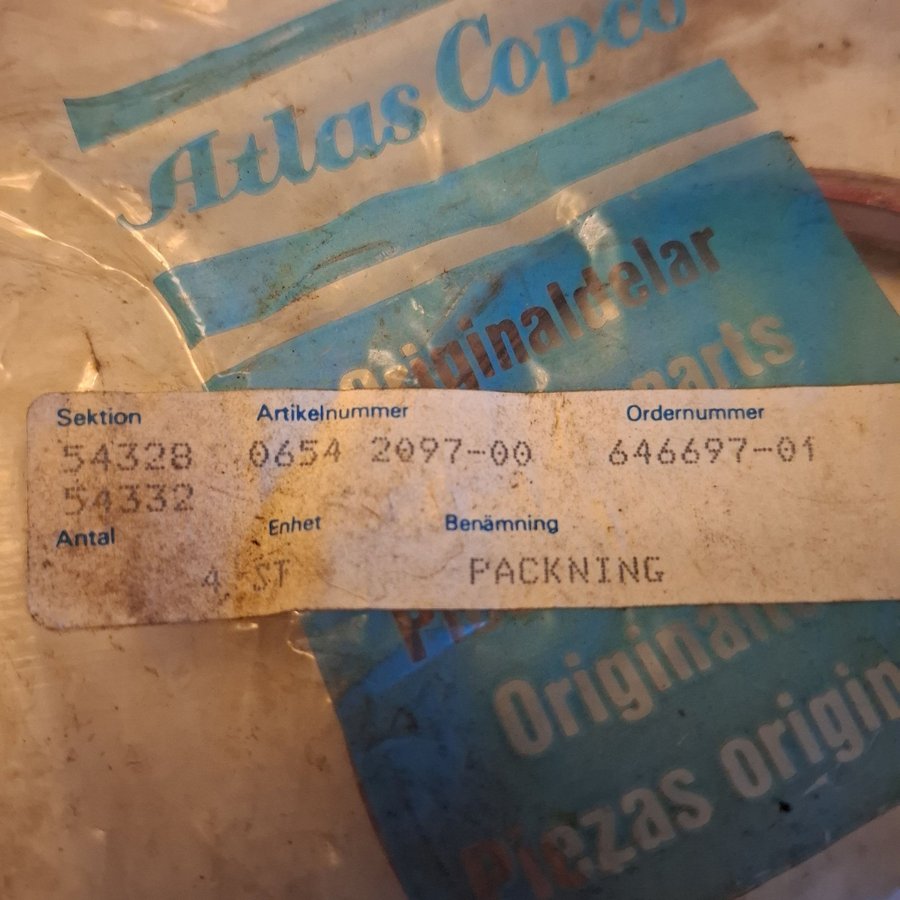 Atlas Copco
Originaldelar
parts
Sektion Artikelnummer Ordernummer
54328 0654 2097-00 646697-01
54332
Antal Enhet Benämning
4 ST PACKNING
Piezas origin